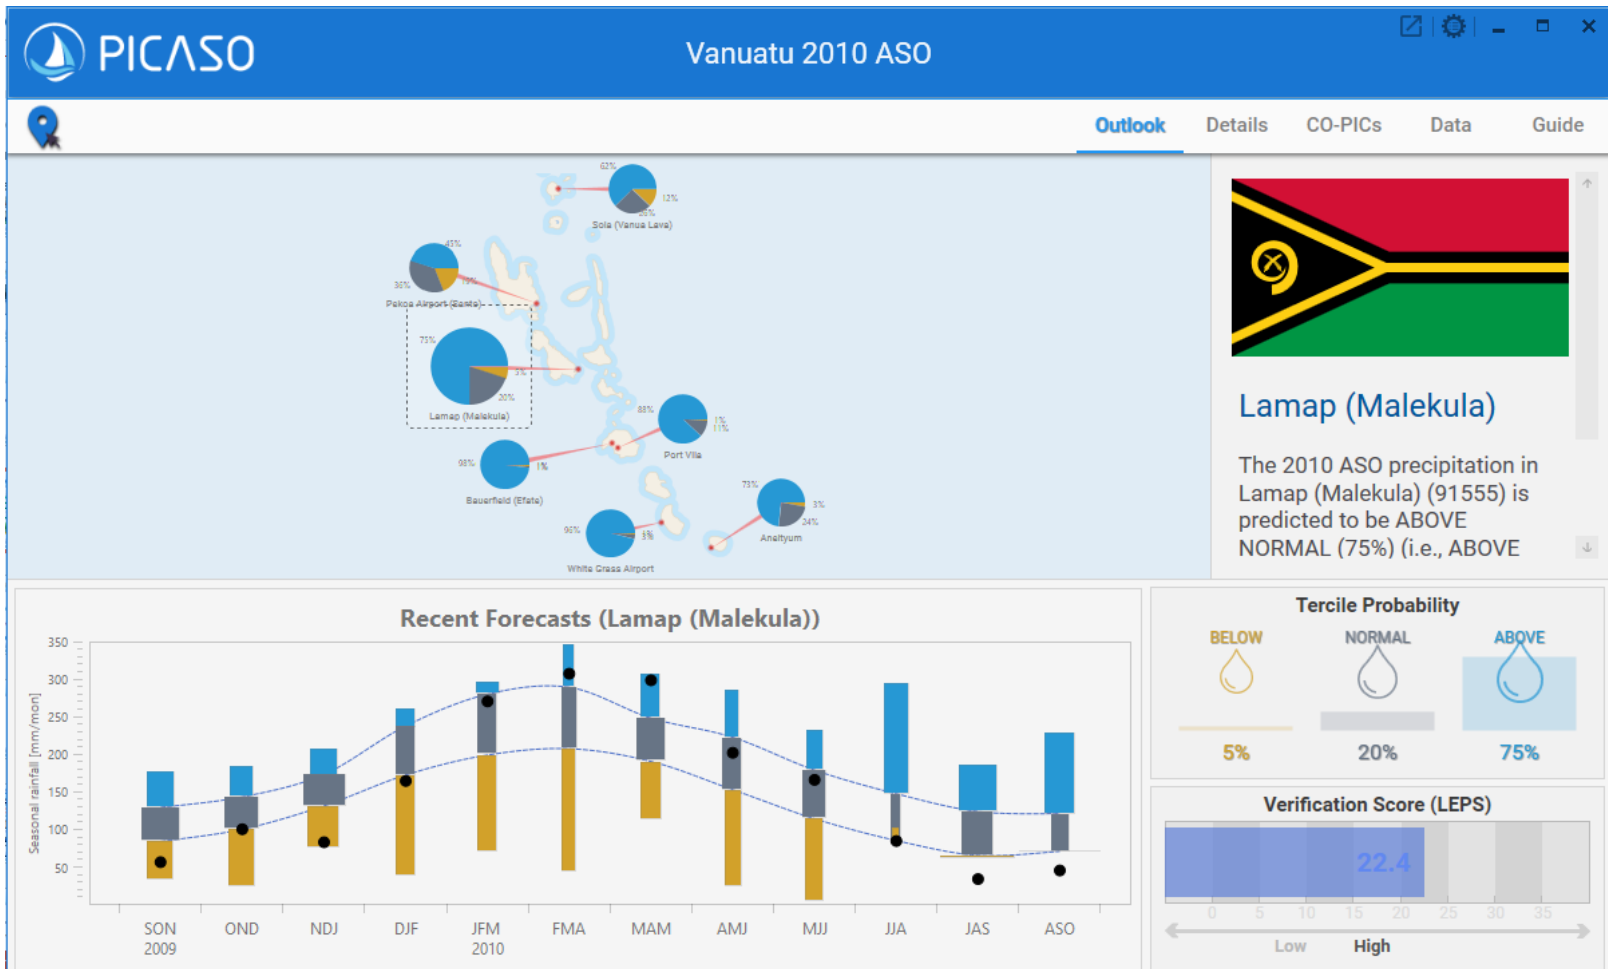 PICASO
Vanuatu 2010 ASO
Outlook
Details
CO-PICs
Data
Guide
62%
12%
Sola (Vanua Lava)
45%
Pekoa Airport (Santo)
75%
5%
20%
Lamap (Malekula)
88%
1%
11%
Port Vila
98%
1%
Bauerfield (Efate)
73%
3%
24%
Aneityum
96%
3%
White Grass Airport
Lamap (Malekula)
The 2010 ASO precipitation in
Lamap (Malekula) (91555) is
predicted to be ABOVE
NORMAL (75%) (i.e., ABOVE
Recent Forecasts (Lamap (Malekula))
Seasonal rainfall [mm/mon]
350
300
250
200
150
100
50
SON
2009
OND
NDJ
DJF
JFM
2010
FMA
MAM
AMJ
MJJ
JJA
JAS
ASO
Tercile Probability
BELOW
NORMAL
ABOVE
5%
20%
75%
Verification Score (LEPS)
22.4
0
5
10
15
20
25
30
35
Low
High